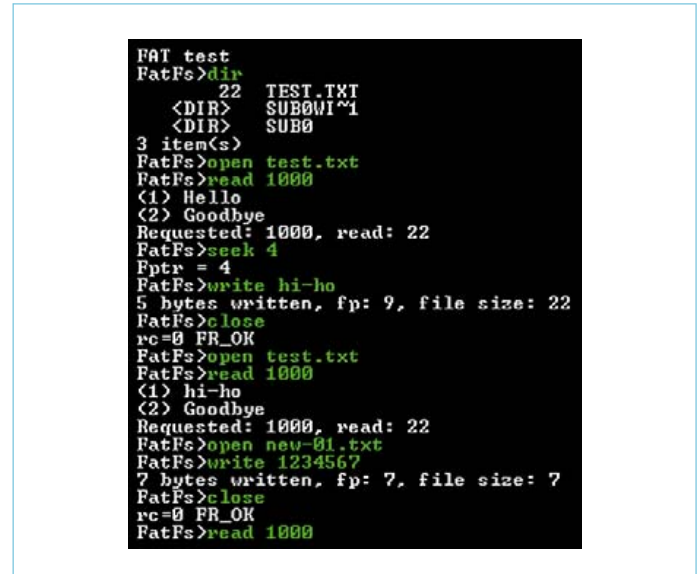 FAT test
FatFs>dir
22 TEST.TXT
<DIR> SUB0WI~1
<DIR> SUB0
3 item(s)
FatFs>open test.txt
FatFs>read 1000
(1) Hello
(2) Goodbye
Requested: 1000, read: 22
FatFs>seek 4
Fptr = 4
FatFs>write hi-ho
5 bytes written, fp: 9, file size: 22
FatFs>close
rc=0 FR_OK
FatFs>open test.txt
FatFs>read 1000
(1) hi-ho
(2) Goodbye
Requested: 1000, read: 22
FatFs>open new-01.txt
FatFs>write 1234567
7 bytes written, fp: 7, file size: 7
FatFs>close
rc=0 FR_OK
FatFs>read 1000